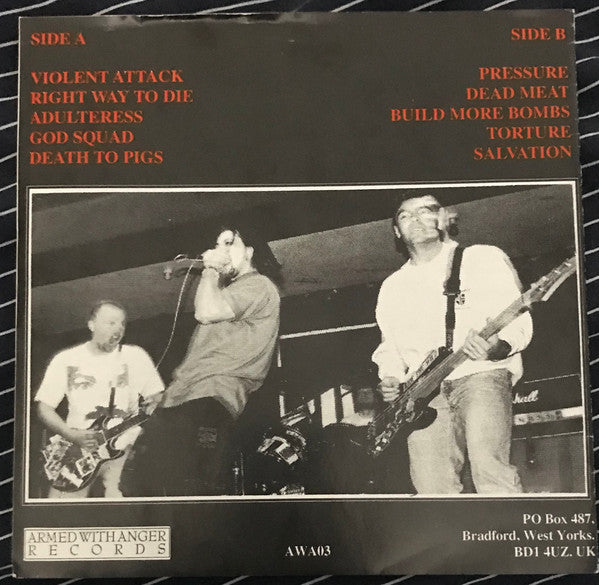 SIDE A
VIOLENT ATTACK
RIGHT WAY TO DIE
ADULTERESS
GOD SQUAD
DEATH TO PIGS
SIDE B
PRESSURE
DEAD MEAT
BUILD MORE BOMBS
TORTURE
SALVATION
Marshall
ARMED WITH ANGER
RECORDS
AWA03
PO Box 487,
Bradford, West Yorks.
BD1 4UZ. UK